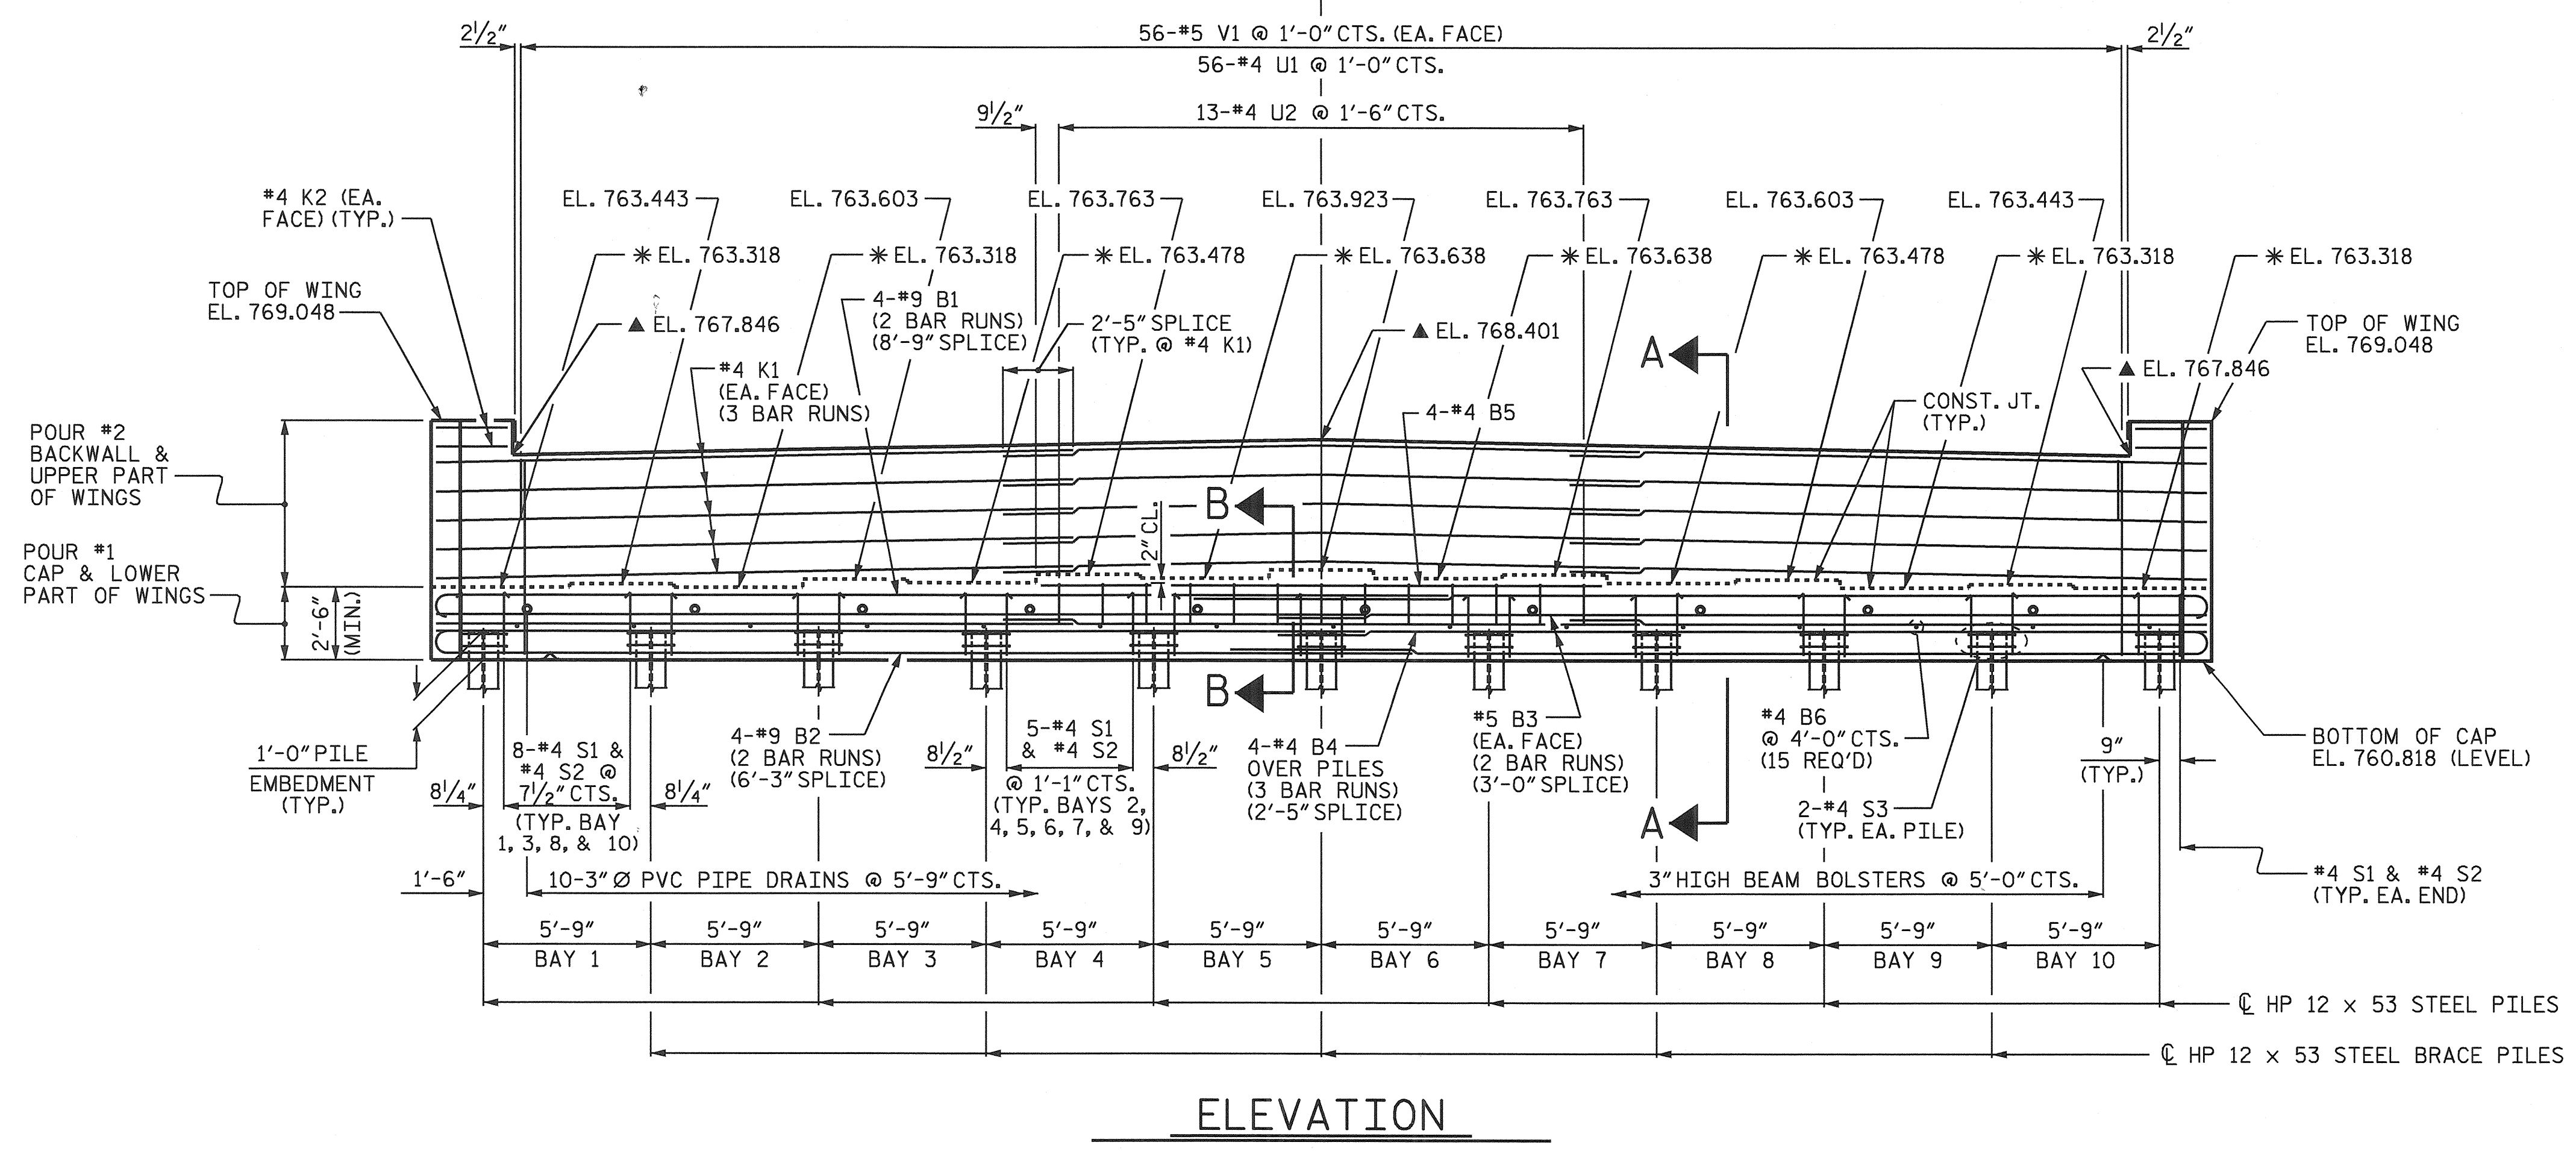 2½" 56-#5 V1 @ 1'-0" CTS. (EA. FACE) 2½"
56-#4 U1 @ 1'-0" CTS.
9½" 13-#4 U2 @ 1'-6" CTS.
#4 K2 (EA.
FACE) (TYP.)
EL. 763.443 EL. 763.603 EL. 763.763 EL. 763.923 EL. 763.763 EL. 763.603 EL. 763.443
✳ EL. 763.318 ✳ EL. 763.318 ✳ EL. 763.478 ✳ EL. 763.638 ✳ EL. 763.638 ✳ EL. 763.478 ✳ EL. 763.318 ✳ EL. 763.318
TOP OF WING
EL. 769.048
▲ EL. 767.846
4-#9 B1
(2 BAR RUNS)
(8'-9" SPLICE)
2'-5" SPLICE
(TYP. @ #4 K1)
▲ EL. 768.401
A
TOP OF WING
EL. 769.048
▲ EL. 767.846
#4 K1
(EA. FACE)
(3 BAR RUNS)
4-#4 B5
CONST. JT.
(TYP.)
POUR #2
BACKWALL &
UPPER PART
OF WINGS
B
2" CL.
POUR #1
CAP & LOWER
PART OF WINGS
2'-6"
(MIN.)
B
1'-0" PILE
EMBEDMENT
(TYP.)
8¼"
8-#4 S1 &
#4 S2 @
7½" CTS.
(TYP. BAY
1, 3, 8, & 10)
8¼"
4-#9 B2
(2 BAR RUNS)
(6'-3" SPLICE)
8½"
5-#4 S1
& #4 S2
@ 1'-1" CTS.
(TYP. BAYS 2,
4, 5, 6, 7, & 9)
8½"
4-#4 B4
OVER PILES
(3 BAR RUNS)
(2'-5" SPLICE)
#5 B3
(EA. FACE)
(2 BAR RUNS)
(3'-0" SPLICE)
A
#4 B6
@ 4'-0" CTS.
(15 REQ'D)
2-#4 S3
(TYP. EA. PILE)
9"
(TYP.)
BOTTOM OF CAP
EL. 760.818 (LEVEL)
#4 S1 & #4 S2
(TYP. EA. END)
1'-6" 10-3" Ø PVC PIPE DRAINS @ 5'-9" CTS. 3" HIGH BEAM BOLSTERS @ 5'-0" CTS.
5'-9" 5'-9" 5'-9" 5'-9" 5'-9" 5'-9" 5'-9" 5'-9" 5'-9" 5'-9"
BAY 1 BAY 2 BAY 3 BAY 4 BAY 5 BAY 6 BAY 7 BAY 8 BAY 9 BAY 10
℄ HP 12 x 53 STEEL PILES
℄ HP 12 x 53 STEEL BRACE PILES
ELEVATION